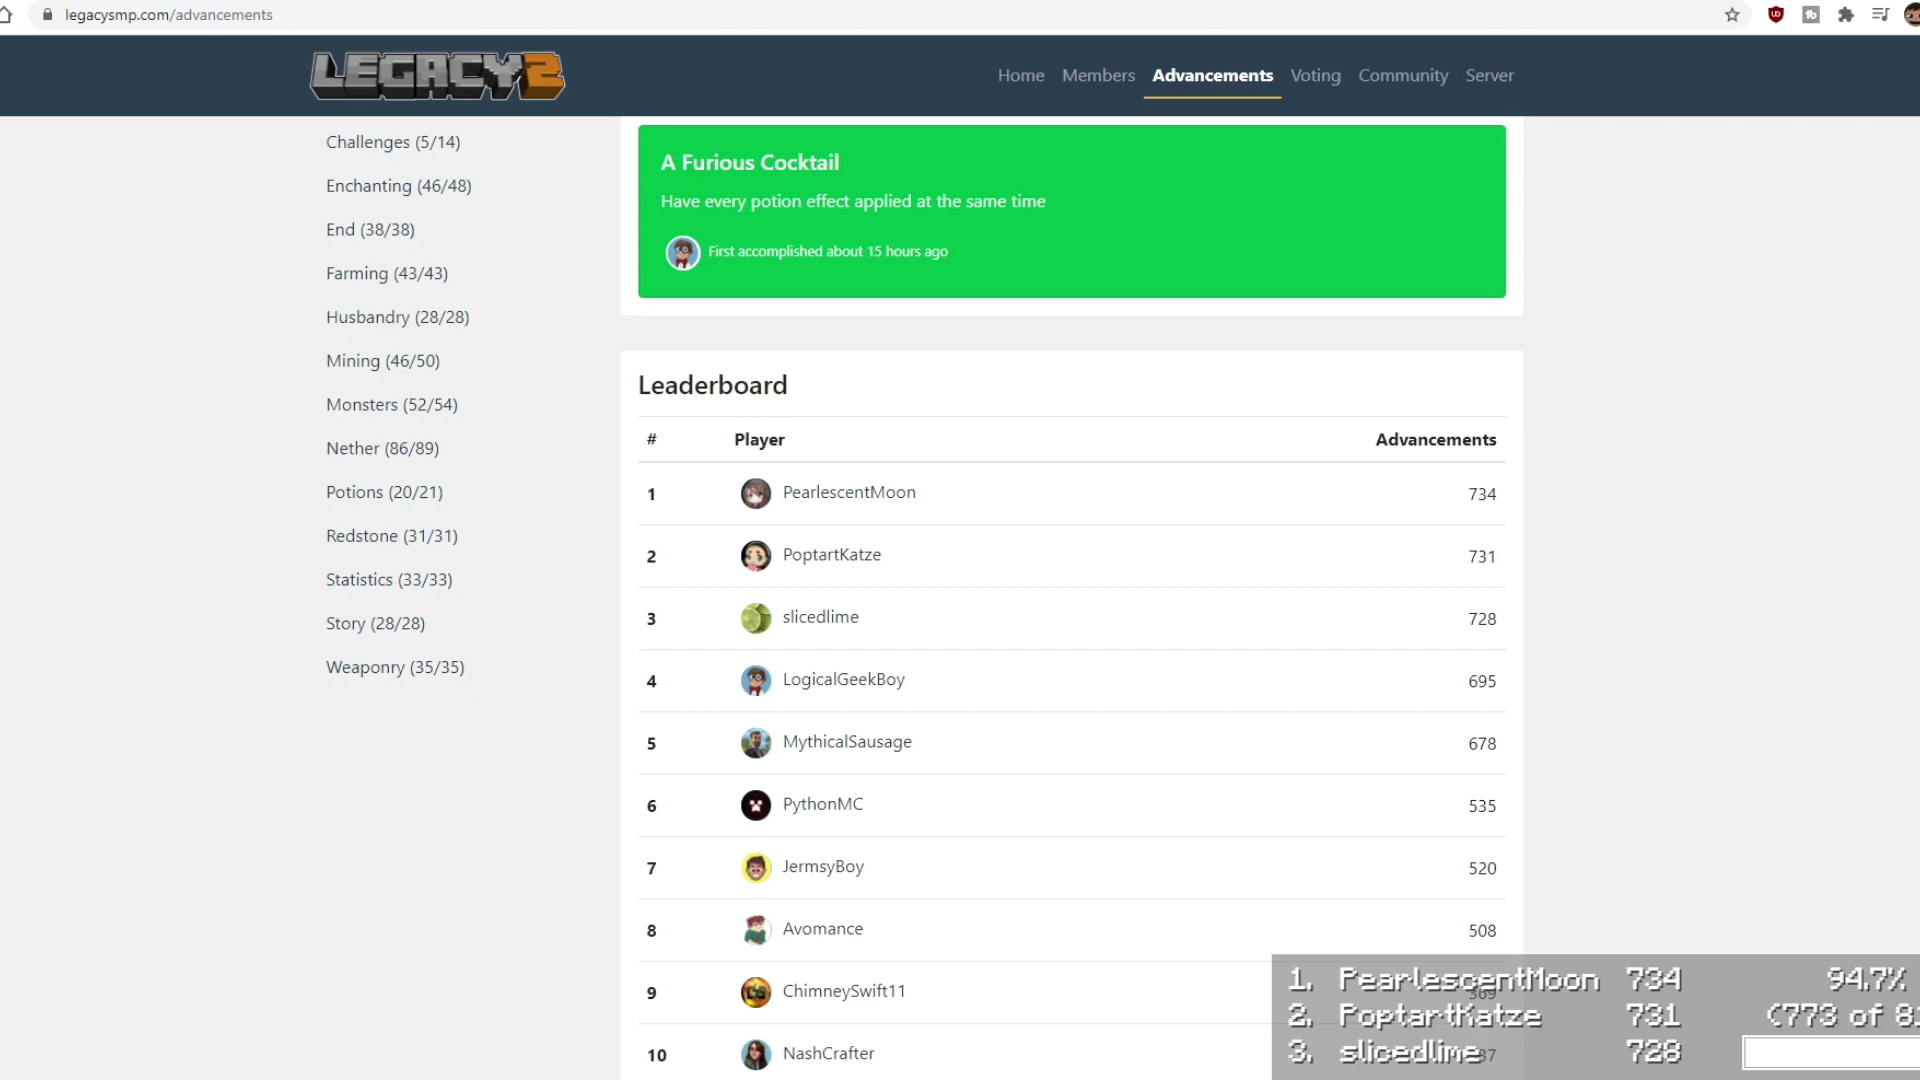 legacysmp.com/advancements
LEGACY2
Home Members Advancements Voting Community Server
Challenges (5/14)
Enchanting (46/48)
End (38/38)
Farming (43/43)
Husbandry (28/28)
Mining (46/50)
Monsters (52/54)
Nether (86/89)
Potions (20/21)
Redstone (31/31)
Statistics (33/33)
Story (28/28)
Weaponry (35/35)
A Furious Cocktail
Have every potion effect applied at the same time
First accomplished about 15 hours ago
Leaderboard
# Player Advancements
1 PearlescentMoon 734
2 PoptartKatze 731
3 slicedlime 728
4 LogicalGeekBoy 695
5 MythicalSausage 678
6 PythonMC 535
7 JermsyBoy 520
8 Avomance 508
9 ChimneySwift11 369
10 NashCrafter
1. PearlescentMoon 734 94.7%
2. PoptartKatze 731 (773 of
3. slicedlime 728